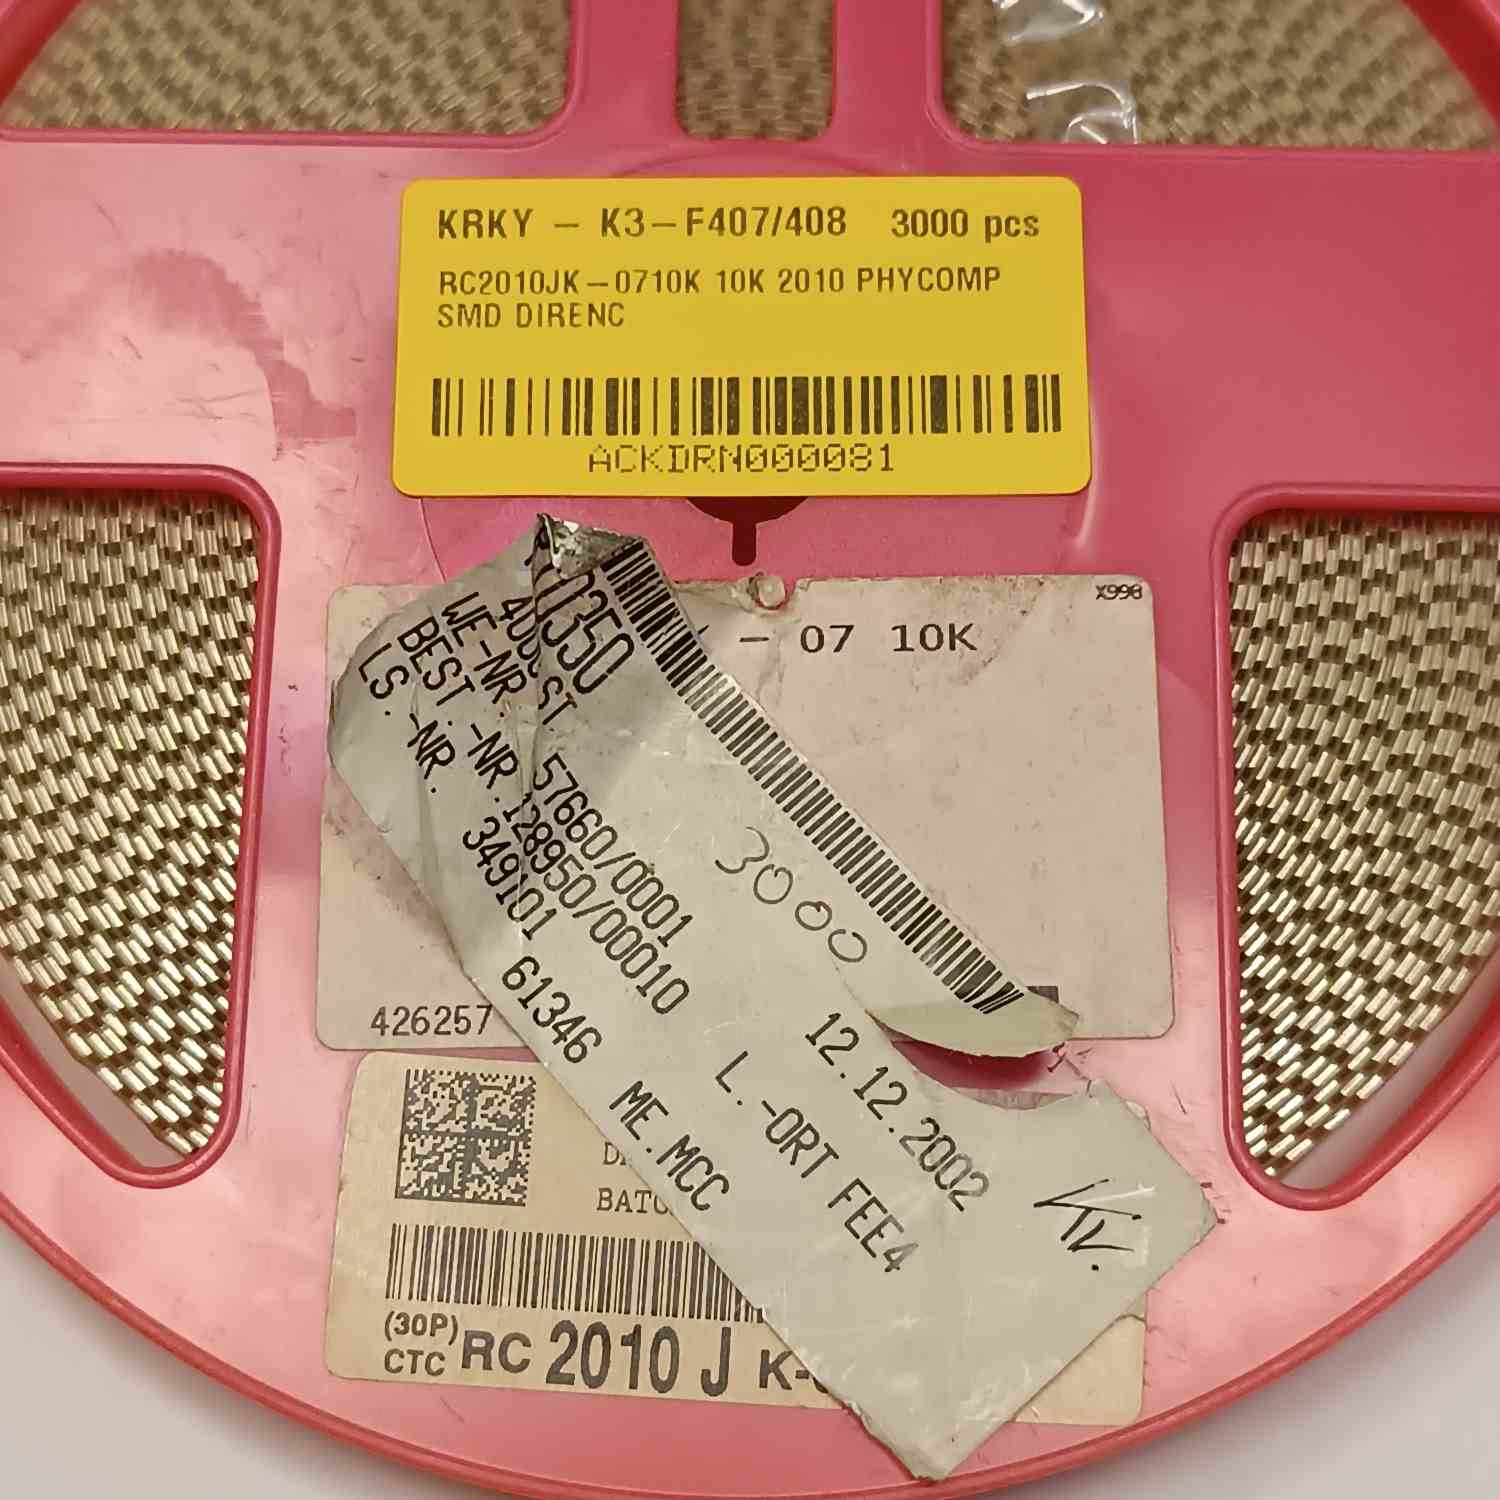 KRKY - K3-F407/408 3000 pcs
RC2010JK-0710K 10K 2010 PHYCOMP
SMD DIRENC
ACKDRN000081
X998
- 07 10K
0350
ST
WE-NR. 57660/0001
BEST.-NR.128950/00010
LS.-NR. 349101 61346 ME.MCC
3000
12.12.2002
L.-ORT FEE4
KV.
426257
(30P)
CTC RC 2010 J K-